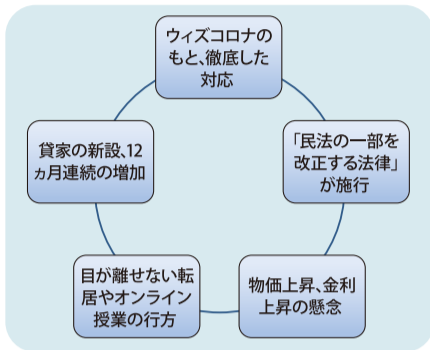 ウィズコロナの
もと、徹底した
対応
「民法の一部を
改正する法律」
が施行
物価上昇、金利
上昇の懸念
目が離せない転
居やオンライン
授業の行方
貸家の新設、12
ヵ月連続の増加